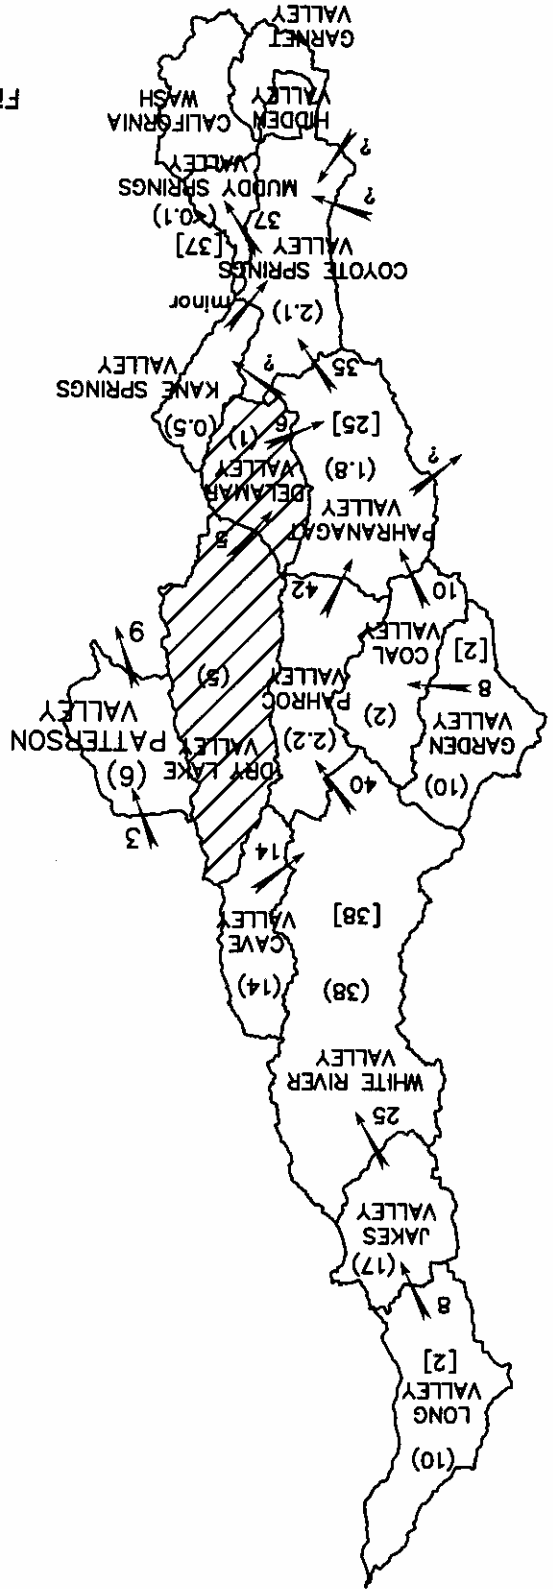 (10)
LONG
VALLEY
[2]
8
(17)
JAKES
VALLEY
25
WHITE RIVER
VALLEY
(38)
[38]
(14)
CAVE
VALLEY
14
3
(6)
PATTERSON
VALLEY
9
40
(10)
GARDEN
VALLEY
8
[2]
(2)
COAL
VALLEY
10
(2.2)
PAHROC
VALLEY
42
DRY LAKE
VALLEY
(5)
5
PAHRANAGAT
VALLEY
(1.8)
[25]
?
35
DELAMAR
VALLEY
(1)
6
?
(0.5)
KANE SPRINGS
VALLEY
minor
(2.1)
COYOTE SPRINGS
VALLEY
?
?
37
[37]
(<0.1)
MUDDY SPRINGS
VALLEY
HIDDEN
VALLEY
CALIFORNIA
WASH
GARNET
VALLEY
Fi